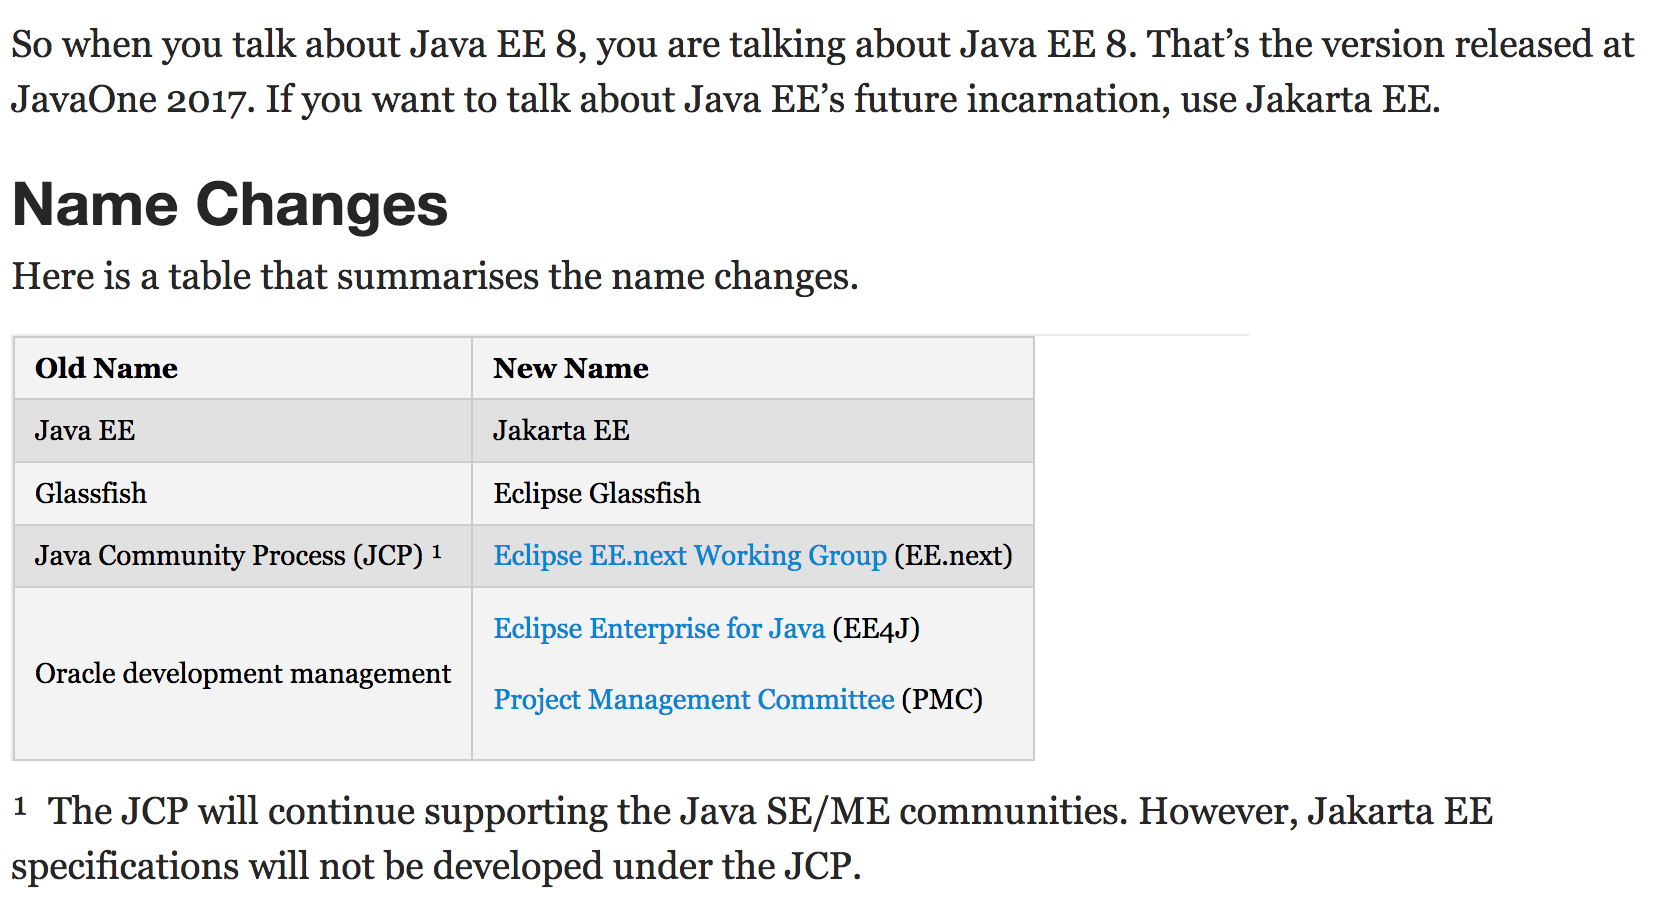 So when you talk about Java EE 8, you are talking about Java EE 8. That’s the version released at
JavaOne 2017. If you want to talk about Java EE’s future incarnation, use Jakarta EE.
Name Changes
Here is a table that summarises the name changes.
Old Name New Name
Java EE Jakarta EE
Glassfish Eclipse Glassfish
Java Community Process (JCP) ¹ Eclipse EE.next Working Group (EE.next)
Oracle development management
Eclipse Enterprise for Java (EE4J)
Project Management Committee (PMC)
¹ The JCP will continue supporting the Java SE/ME communities. However, Jakarta EE
specifications will not be developed under the JCP.